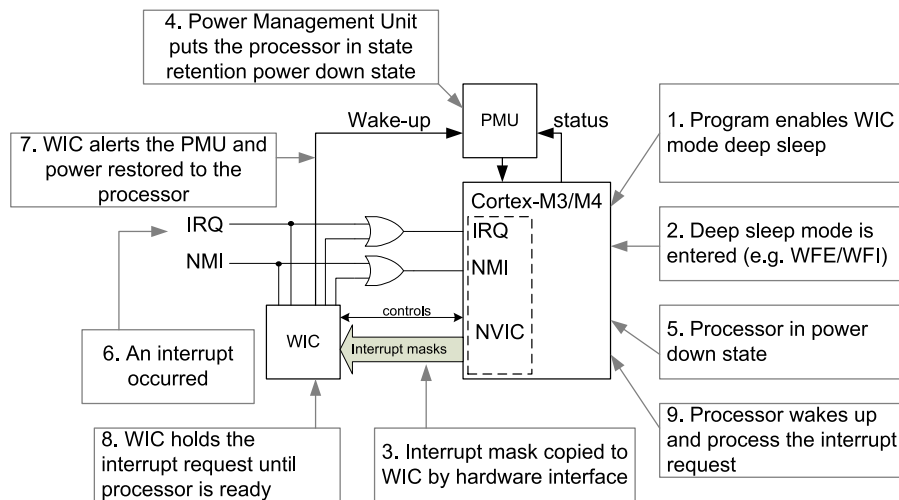 4. Power Management Unit
puts the processor in state
retention power down state
7. WIC alerts the PMU and
power restored to the
processor
Wake-up
PMU
status
1. Program enables WIC
mode deep sleep
Cortex-M3/M4
IRQ
IRQ
NMI
NMI
2. Deep sleep mode is
entered (e.g. WFE/WFI)
controls
NVIC
WIC
Interrupt masks
5. Processor in power
down state
6. An interrupt
occurred
8. WIC holds the
interrupt request until
processor is ready
3. Interrupt mask copied to
WIC by hardware interface
9. Processor wakes up
and process the interrupt
request